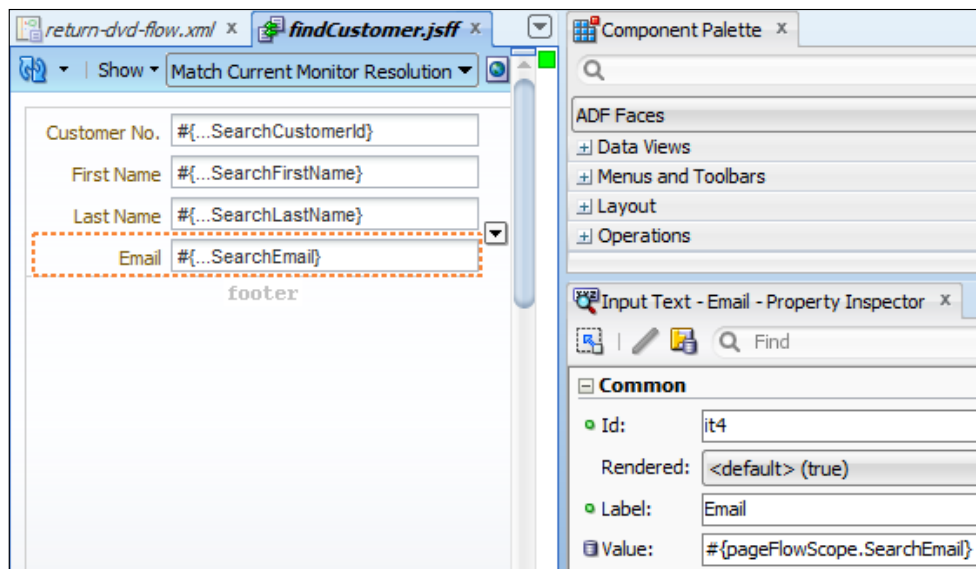 return-dvd-flow.xml x
findCustomer.jsff x
Show
Match Current Monitor Resolution
Customer No. #{...SearchCustomerId}
First Name #{...SearchFirstName}
Last Name #{...SearchLastName}
Email #{...SearchEmail}
footer
Component Palette x
ADF Faces
Data Views
Menus and Toolbars
Layout
Operations
Input Text - Email - Property Inspector x
Find
Common
Id: it4
Rendered: <default> (true)
Label: Email
Value: #{pageFlowScope.SearchEmail}